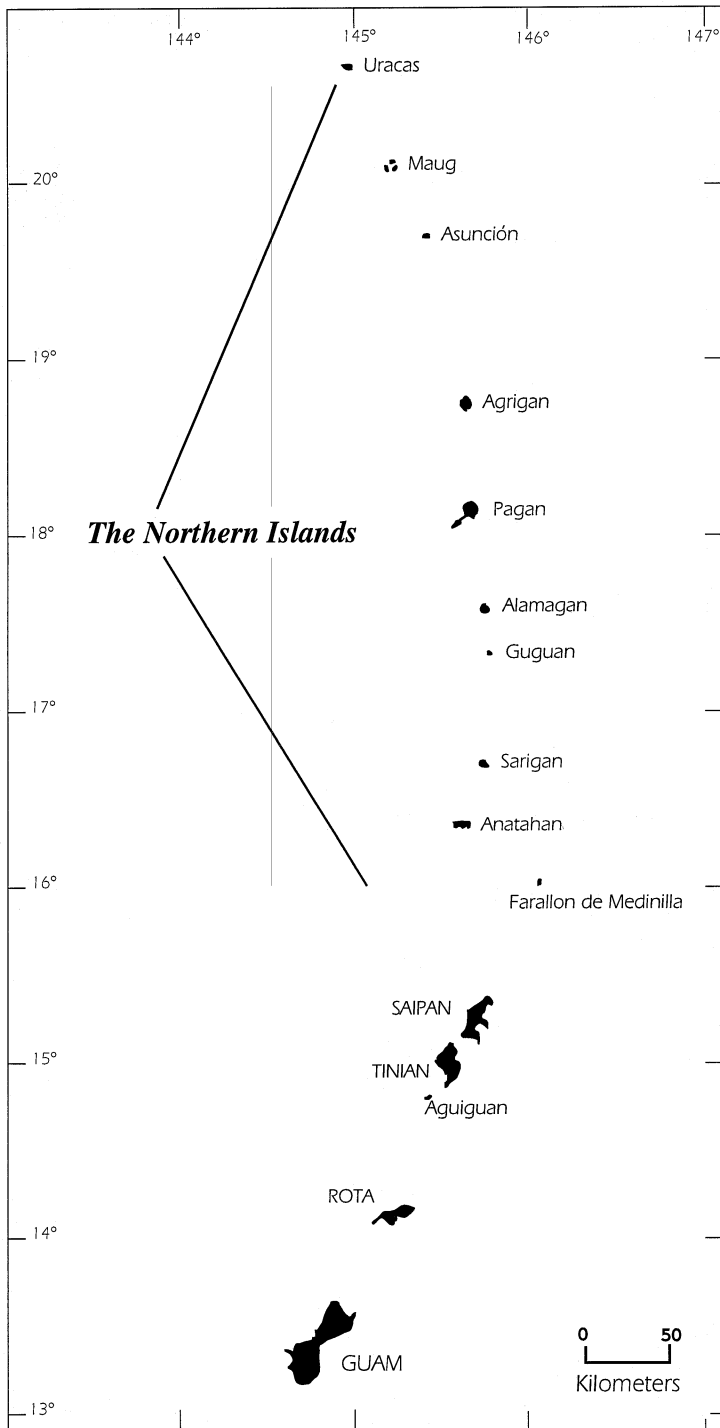 144°
145°
146°
147°
Uracas
Maug
20°
Asunción
19°
Agrigan
Pagan
The Northern Islands
18°
Alamagan
Guguan
17°
Sarigan
Anatahan
16°
Farallon de Medinilla
SAIPAN
15°
TINIAN
Aguiguan
ROTA
14°
0 50
GUAM
Kilometers
13°